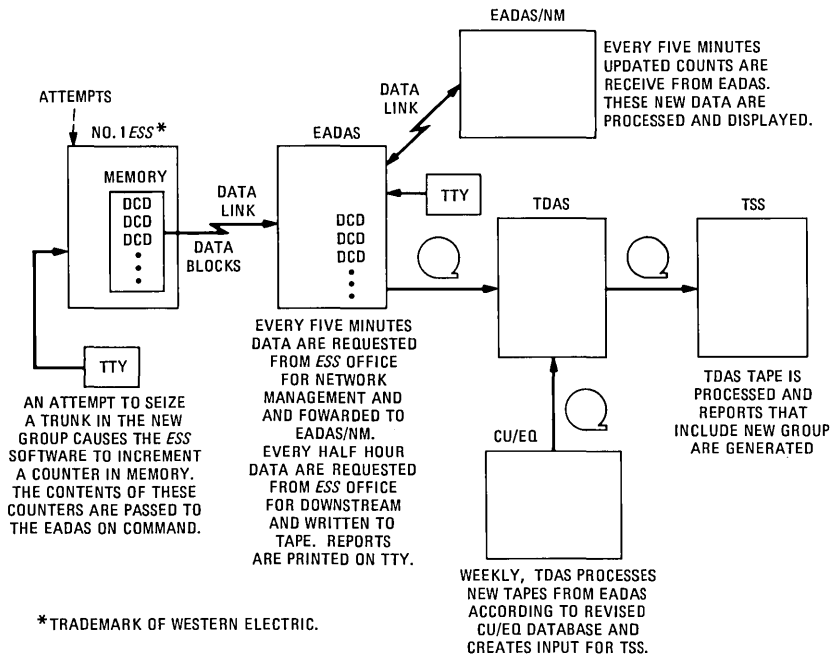 EADAS/NM
EVERY FIVE MINUTES
UPDATED COUNTS ARE
RECEIVE FROM EADAS.
THESE NEW DATA ARE
PROCESSED AND DISPLAYED.
DATA
LINK
ATTEMPTS
NO. 1 ESS*
MEMORY
DCD
DCD
DCD
DATA
LINK
DATA
BLOCKS
TTY
AN ATTEMPT TO SEIZE
A TRUNK IN THE NEW
GROUP CAUSES THE ESS
SOFTWARE TO INCREMENT
A COUNTER IN MEMORY.
THE CONTENTS OF THESE
COUNTERS ARE PASSED TO
THE EADAS ON COMMAND.
EADAS
DCD
DCD
DCD
TTY
EVERY FIVE MINUTES
DATA ARE REQUESTED
FROM ESS OFFICE
FOR NETWORK
MANAGEMENT AND
AND FOWARDED TO
EADAS/NM.
EVERY HALF HOUR
DATA ARE REQUESTED
FROM ESS OFFICE
FOR DOWNSTREAM
AND WRITTEN TO
TAPE. REPORTS
ARE PRINTED ON TTY.
TDAS
TSS
TDAS TAPE IS
PROCESSED AND
REPORTS THAT
INCLUDE NEW GROUP
ARE GENERATED
CU/EQ
WEEKLY, TDAS PROCESSES
NEW TAPES FROM EADAS
ACCORDING TO REVISED
CU/EQ DATABASE AND
CREATES INPUT FOR TSS.
*TRADEMARK OF WESTERN ELECTRIC.